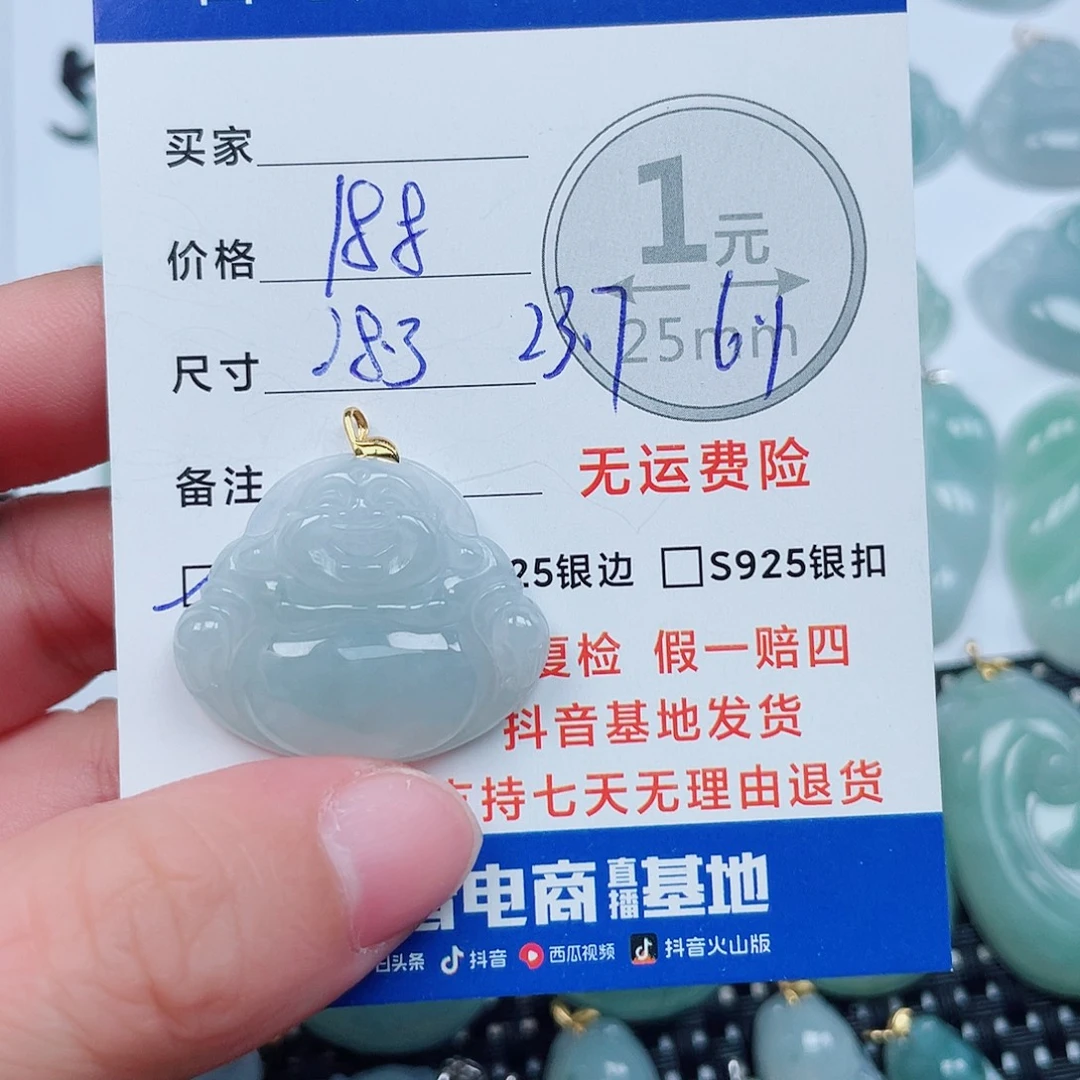 买家
价格 188
1元
尺寸 28.3 23.7 6.1
25mm
备注
无运费险
25银边 □S925银扣
复检 假一赔四
抖音基地发货
支持七天无理由退货
电商直播基地
头条 抖音 西瓜视频 抖音火山版